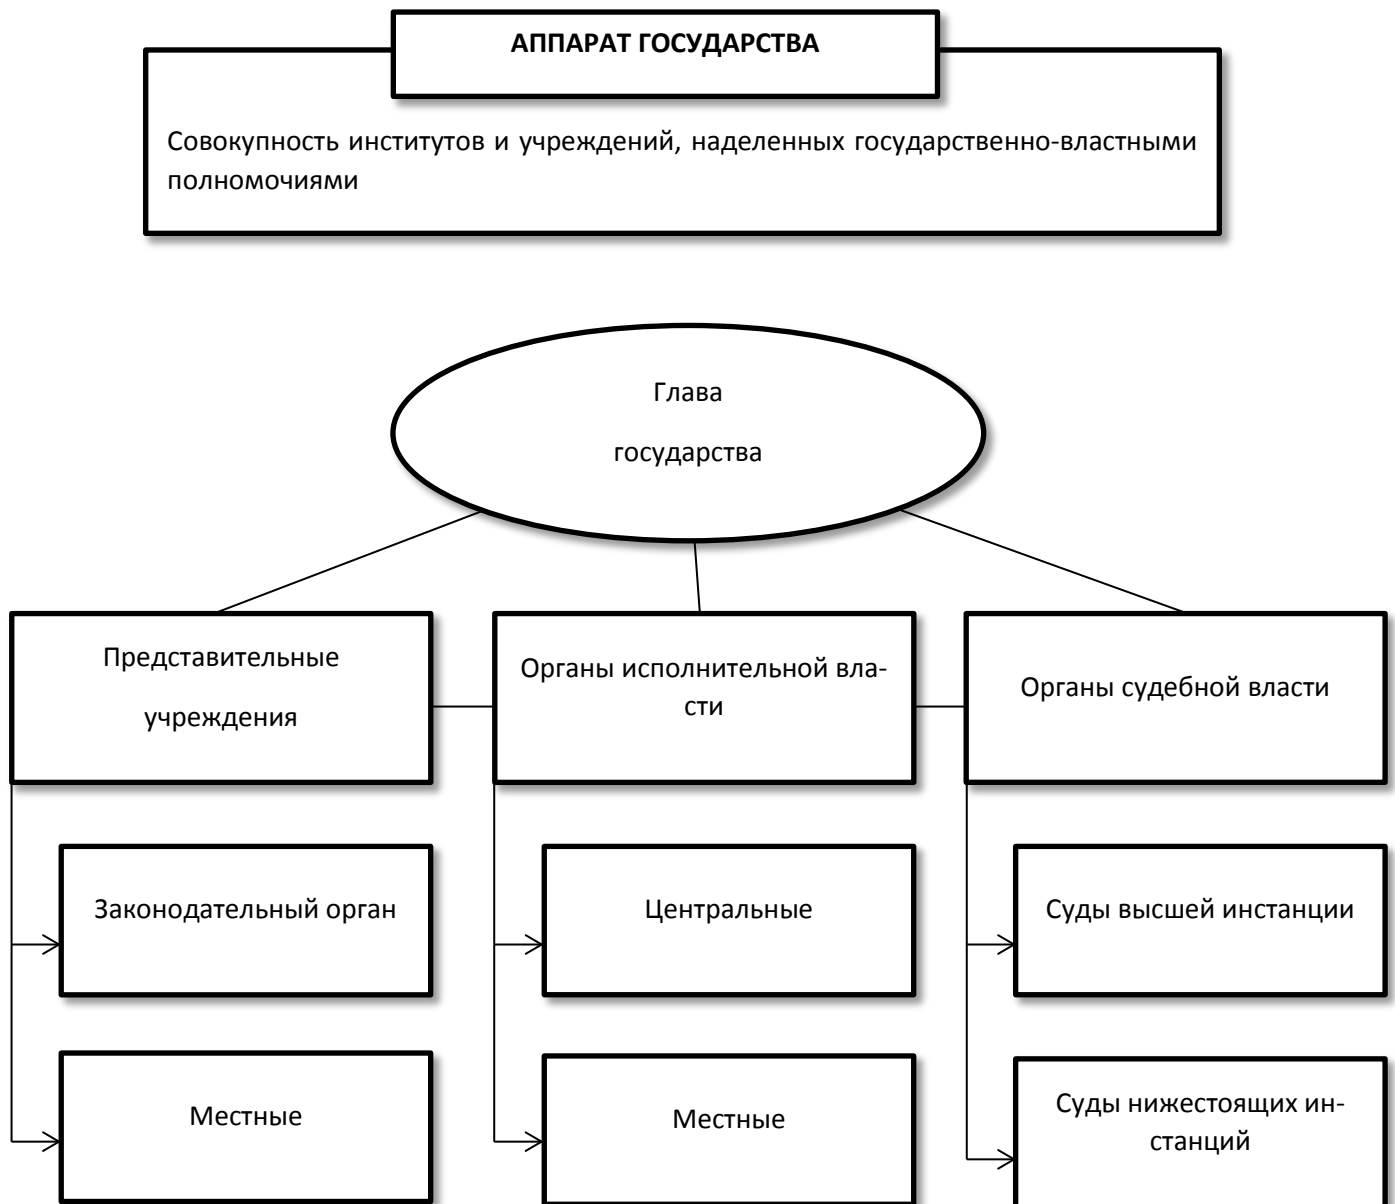 АППАРАТ ГОСУДАРСТВА
Совокупность институтов и учреждений, наделенных государственно-властными
полномочиями
Глава
государства
Представительные
учреждения
Органы исполнительной вла-
сти
Органы судебной власти
Законодательный орган
Центральные
Суды высшей инстанции
Местные
Местные
Суды нижестоящих ин-
станций